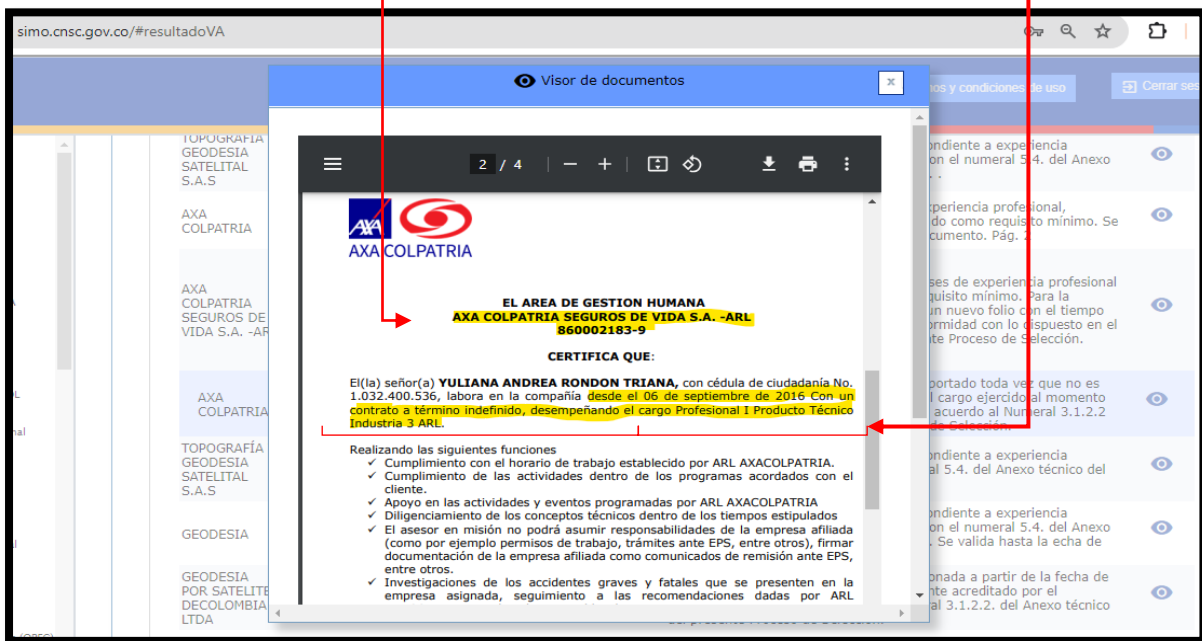 simo.cnsc.gov.co/#resultadoVA
Visor de documentos
x
y condiciones de uso
Cerrar ses
2 / 4
TOPOGRAFÍA
GEODESIA
SATELITAL
S.A.S
AXA
COLPATRIA
AXA
COLPATRIA
SEGUROS DE
VIDA S.A. -AR
AXA
COLPATRIA
TOPOGRAFÍA
GEODESIA
SATELITAL
S.A.S
GEODESIA
GEODESIA
POR SATELITE
DECOLOMBIA
LTDA
AXA
AXA COLPATRIA
EL AREA DE GESTION HUMANA
AXA COLPATRIA SEGUROS DE VIDA S.A. -ARL
860002183-9
CERTIFICA QUE:
El(la) señor(a) YULIANA ANDREA RONDON TRIANA, con cédula de ciudadanía No.
1.032.400.536, labora en la compañía desde el 06 de septiembre de 2016 Con un
contrato a término indefinido, desempeñando el cargo Profesional I Producto Técnico
Industria 3 ARL.
Realizando las siguientes funciones
✓ Cumplimiento con el horario de trabajo establecido por ARL AXACOLPATRIA.
✓ Cumplimiento de las actividades dentro de los programas acordados con el
cliente.
✓ Apoyo en las actividades y eventos programadas por ARL AXACOLPATRIA
✓ Diligenciamiento de los conceptos técnicos dentro de los tiempos estipulados
✓ El asesor en misión no podrá asumir responsabilidades de la empresa afiliada
(como por ejemplo permisos de trabajo, trámites ante EPS, entre otros), firmar
documentación de la empresa afiliada como comunicados de remisión ante EPS,
entre otros.
✓ Investigaciones de los accidentes graves y fatales que se presenten en la
empresa asignada, seguimiento a las recomendaciones dadas por ARL
ondiente a experiencia
on el numeral 5.4. del Anexo
. .
xperiencia profesional,
do como requisito mínimo. Se
cumento. Pág. 2
ses de experiencia profesional
quisito mínimo. Para la
un nuevo folio con el tiempo
ormidad con lo dispuesto en el
te Proceso de Selección.
portado toda vez que no es
l cargo ejercido al momento
acuerdo al Numeral 3.1.2.2
de Selección.
ondiente a experiencia
al 5.4. del Anexo técnico del
ondiente a experiencia
on el numeral 5.4. del Anexo
. Se valida hasta la echa de
onada a partir de la fecha de
nte acreditado por el
al 3.1.2.2. del Anexo técnico
del presente Proceso de Selección.